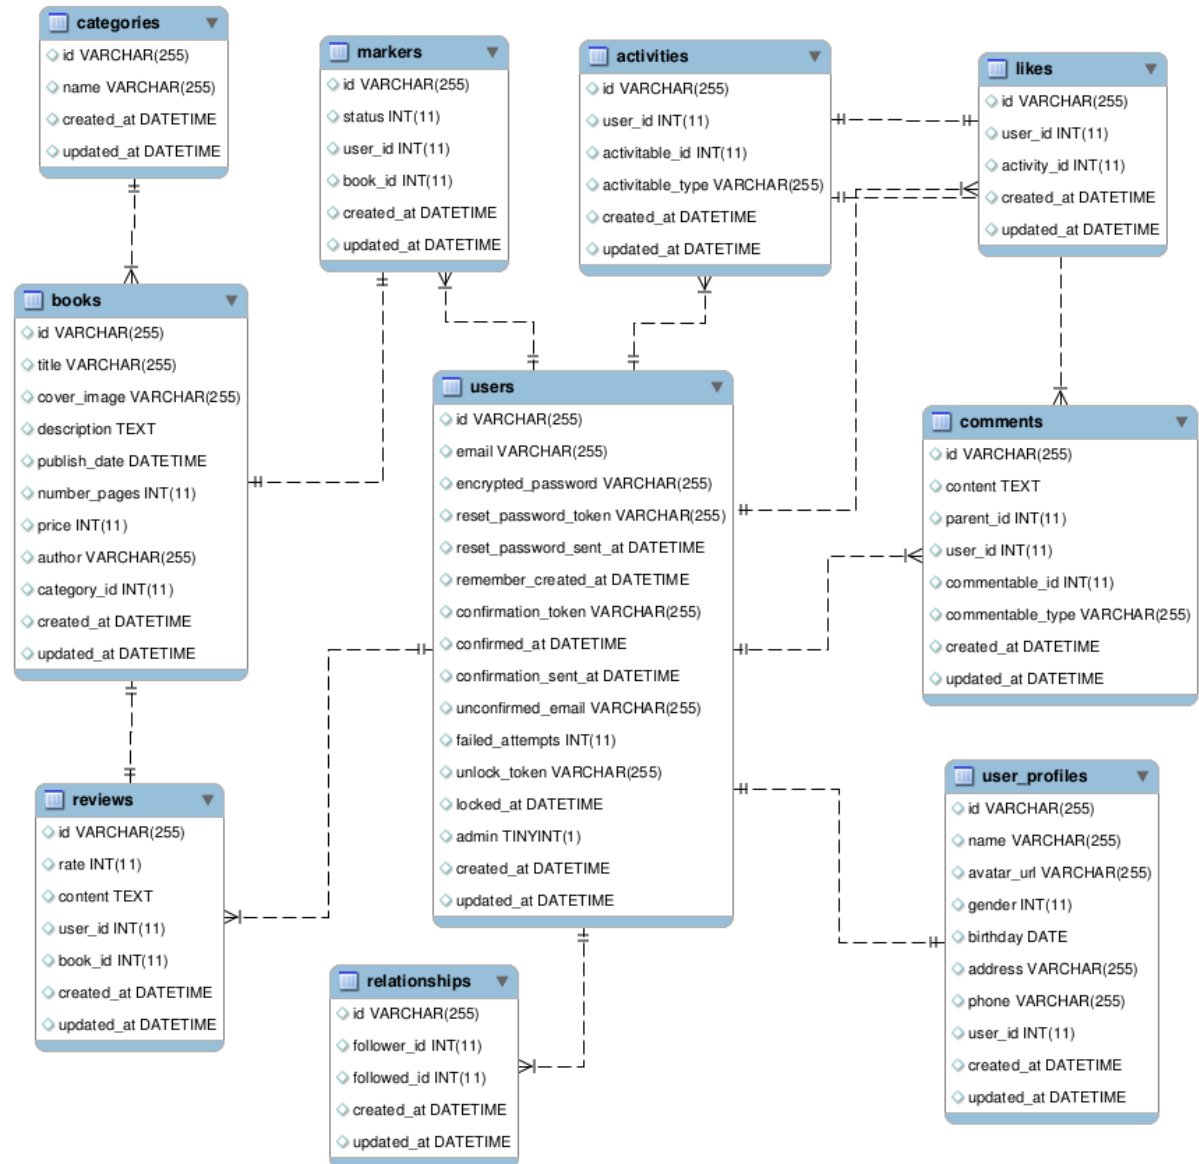 categories
id VARCHAR(255)
name VARCHAR(255)
created_at DATETIME
updated_at DATETIME
markers
id VARCHAR(255)
status INT(11)
user_id INT(11)
book_id INT(11)
created_at DATETIME
updated_at DATETIME
activities
id VARCHAR(255)
user_id INT(11)
activitable_id INT(11)
activitable_type VARCHAR(255)
created_at DATETIME
updated_at DATETIME
likes
id VARCHAR(255)
user_id INT(11)
activity_id INT(11)
created_at DATETIME
updated_at DATETIME
books
id VARCHAR(255)
title VARCHAR(255)
cover_image VARCHAR(255)
description TEXT
publish_date DATETIME
number_pages INT(11)
price INT(11)
author VARCHAR(255)
category_id INT(11)
created_at DATETIME
updated_at DATETIME
users
id VARCHAR(255)
email VARCHAR(255)
encrypted_password VARCHAR(255)
reset_password_token VARCHAR(255)
reset_password_sent_at DATETIME
remember_created_at DATETIME
confirmation_token VARCHAR(255)
confirmed_at DATETIME
confirmation_sent_at DATETIME
unconfirmed_email VARCHAR(255)
failed_attempts INT(11)
unlock_token VARCHAR(255)
locked_at DATETIME
admin TINYINT(1)
created_at DATETIME
updated_at DATETIME
comments
id VARCHAR(255)
content TEXT
parent_id INT(11)
user_id INT(11)
commentable_id INT(11)
commentable_type VARCHAR(255)
created_at DATETIME
updated_at DATETIME
reviews
id VARCHAR(255)
rate INT(11)
content TEXT
user_id INT(11)
book_id INT(11)
created_at DATETIME
updated_at DATETIME
relationships
id VARCHAR(255)
follower_id INT(11)
followed_id INT(11)
created_at DATETIME
updated_at DATETIME
user_profiles
id VARCHAR(255)
name VARCHAR(255)
avatar_url VARCHAR(255)
gender INT(11)
birthday DATE
address VARCHAR(255)
phone VARCHAR(255)
user_id INT(11)
created_at DATETIME
updated_at DATETIME